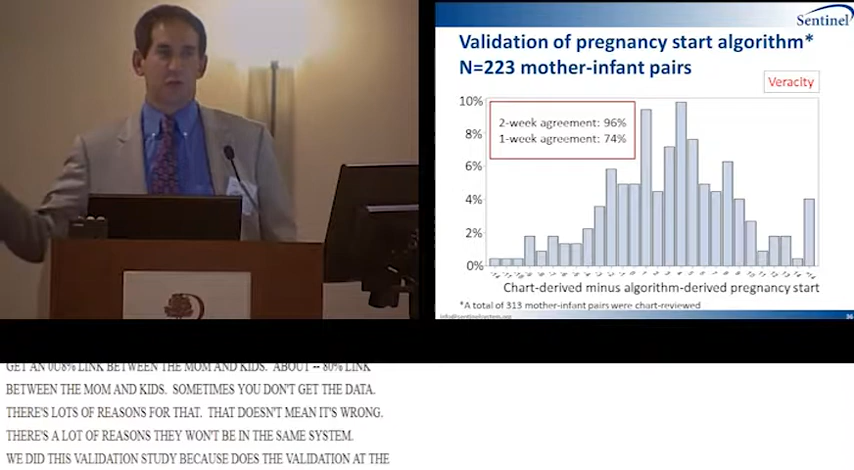 Sentinel
Validation of pregnancy start algorithm*
N=223 mother-infant pairs
Veracity
10%
8%
6%
4%
2%
0%
2-week agreement: 96%
1-week agreement: 74%
Chart-derived minus algorithm-derived pregnancy start
*A total of 313 mother-infant pairs were chart-reviewed
info@sentinelsystem.org
36
GET AN 0U8% LINK BETWEEN THE MOM AND KIDS. ABOUT -- 80% LINK
BETWEEN THE MOM AND KIDS. SOMETIMES YOU DON'T GET THE DATA.
THERE'S LOTS OF REASONS FOR THAT. THAT DOESN'T MEAN IT'S WRONG.
THERE'S A LOT OF REASONS THEY WON'T BE IN THE SAME SYSTEM.
WE DID THIS VALIDATION STUDY BECAUSE DOES THE VALIDATION AT THE